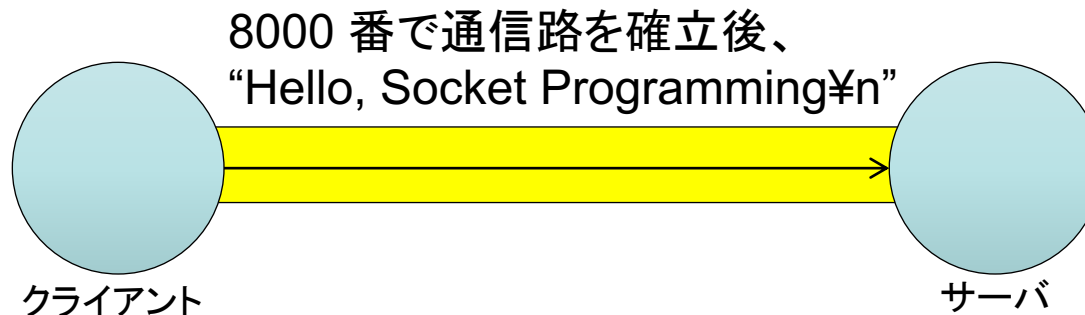 8000 番で通信路を確立後、
“Hello, Socket Programming¥n”
クライアント
サーバ